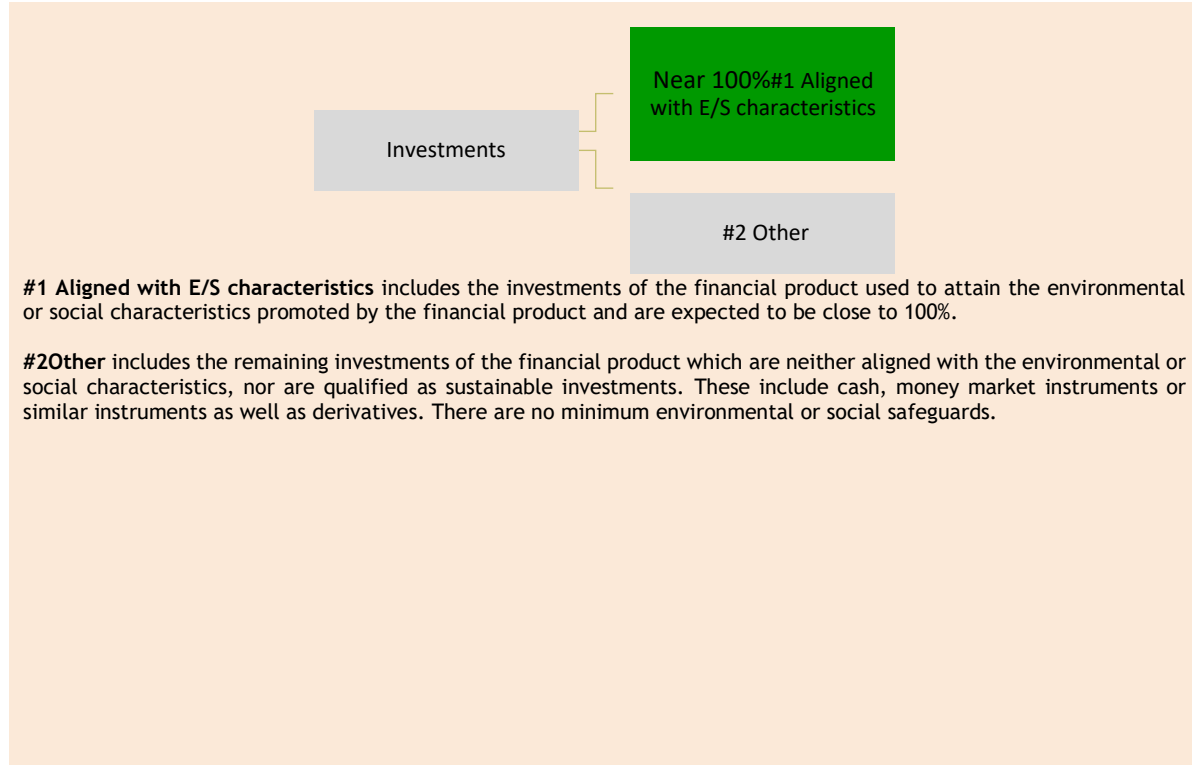 Near 100%#1 Aligned
with E/S characteristics
Investments
#2 Other
#1 Aligned with E/S characteristics includes the investments of the financial product used to attain the environmental
or social characteristics promoted by the financial product and are expected to be close to 100%.
#2Other includes the remaining investments of the financial product which are neither aligned with the environmental or
social characteristics, nor are qualified as sustainable investments. These include cash, money market instruments or
similar instruments as well as derivatives. There are no minimum environmental or social safeguards.